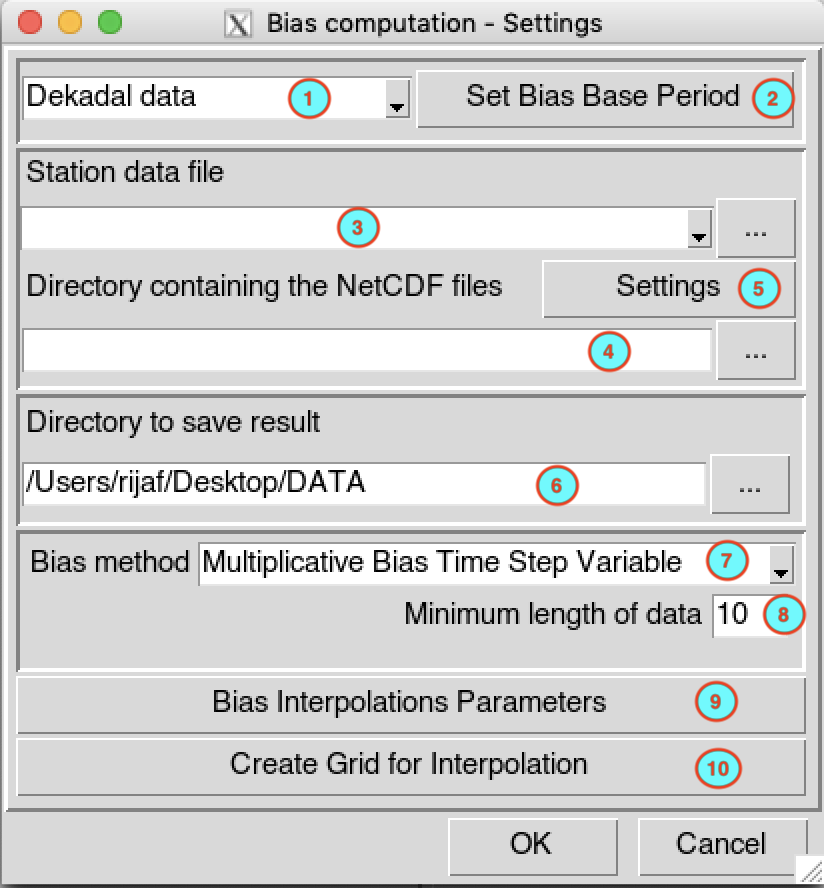 Bias computation - Settings
Dekadal data 1 Set Bias Base Period 2
Station data file
3 ...
Directory containing the NetCDF files Settings 5
4 ...
Directory to save result
/Users/rijaf/Desktop/DATA 6 ...
Bias method Multiplicative Bias Time Step Variable 7
Minimum length of data 10 8
Bias Interpolations Parameters 9
Create Grid for Interpolation 10
OK Cancel